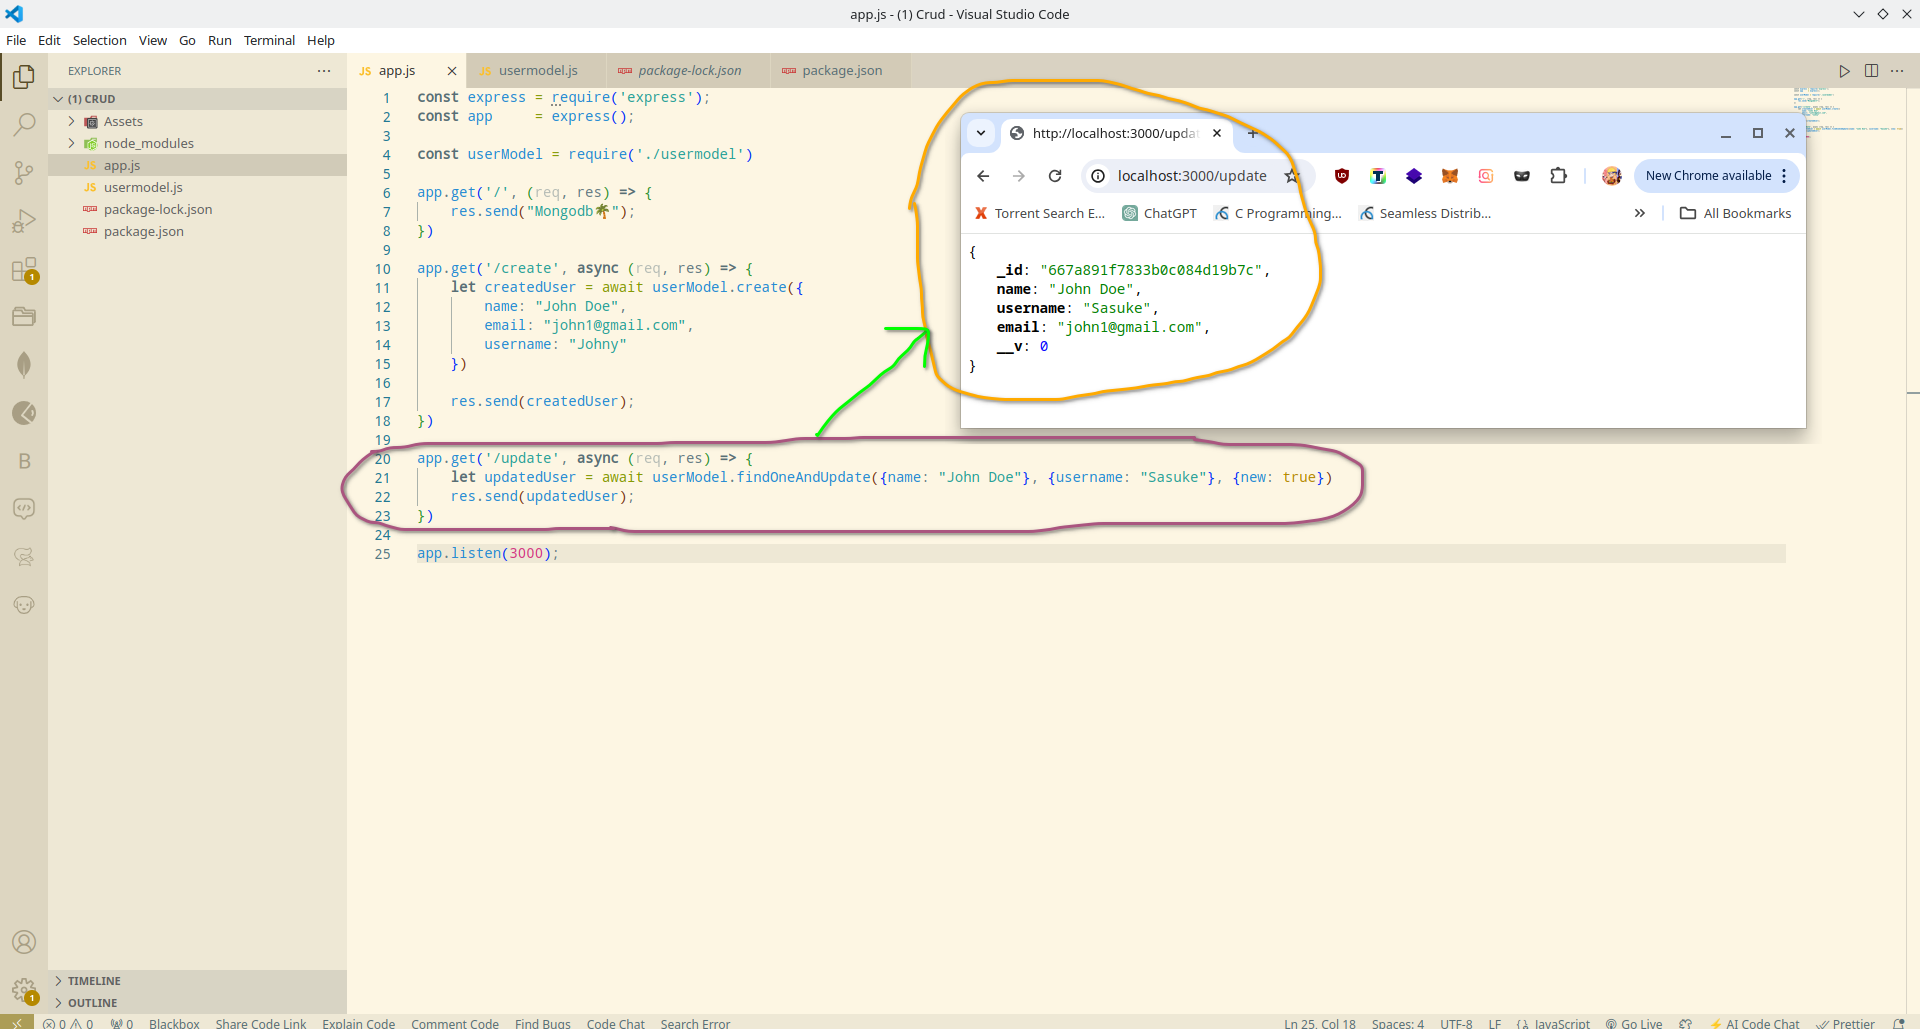 app.js - (1) Crud - Visual Studio Code
File Edit Selection View Go Run Terminal Help
EXPLORER
(1) CRUD
Assets
node_modules
app.js
usermodel.js
package-lock.json
package.json
TIMELINE
OUTLINE
app.js usermodel.js package-lock.json package.json
1 const express = require('express');
2 const app     = express();
3
4 const userModel = require('./usermodel')
5
6 app.get('/', (req, res) => {
7     res.send("Mongodb🌴");
8 })
9
10 app.get('/create', async (req, res) => {
11     let createdUser = await userModel.create({
12         name: "John Doe",
13         email: "john1@gmail.com",
14         username: "Johny"
15     })
16
17     res.send(createdUser);
18 })
19
20 app.get('/update', async (req, res) => {
21     let updatedUser = await userModel.findOneAndUpdate({name: "John Doe"}, {username: "Sasuke"}, {new: true})
22     res.send(updatedUser);
23 })
24
25 app.listen(3000);
http://localhost:3000/updat
localhost:3000/update
New Chrome available
Torrent Search E... ChatGPT C Programming... Seamless Distrib... » All Bookmarks
{
_id: "667a891f7833b0c084d19b7c",
name: "John Doe",
username: "Sasuke",
email: "john1@gmail.com",
__v: 0
}
0 0 0 Blackbox Share Code Link Explain Code Comment Code Find Bugs Code Chat Search Error
Ln 25, Col 18 Spaces: 4 UTF-8 LF JavaScript Go Live AI Code Chat Prettier